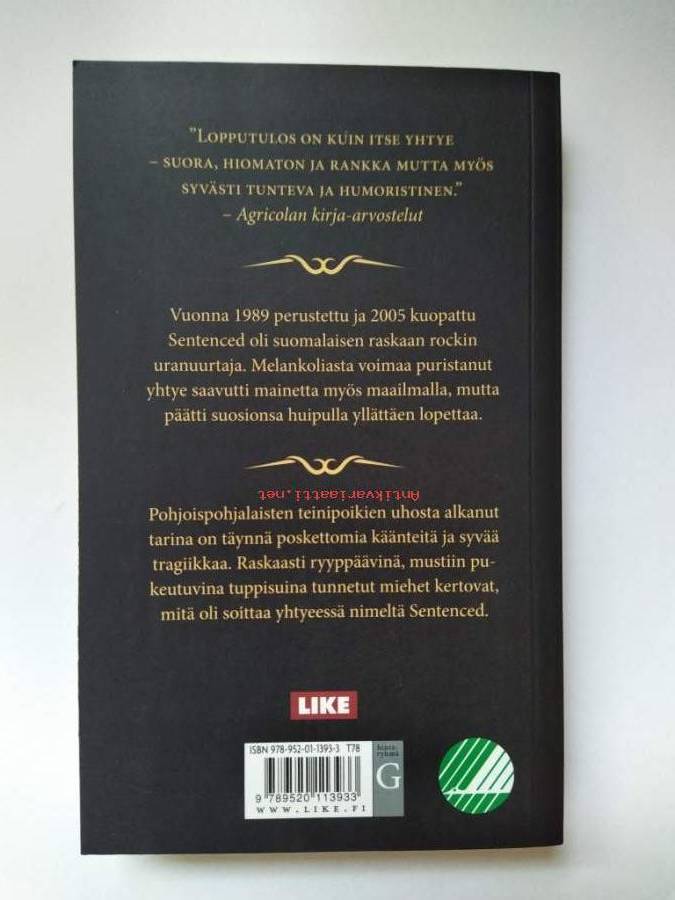 ”Lopputulos on kuin itse yhtye
– suora, hiomaton ja rankka mutta myös
syvästi tunteva ja humoristinen.”
– Agricolan kirja-arvostelut
Vuonna 1989 perustettu ja 2005 kuopattu
Sentenced oli suomalaisen raskaan rockin
uranuurtaja. Melankoliasta voimaa puristanut
yhtye saavutti mainetta myös maailmalla, mutta
päätti suosionsa huipulla yllättäen lopettaa.
Antikvariaatti.net
Pohjoispohjalaisten teinipoikien uhosta alkanut
tarina on täynnä poskettomia käänteitä ja syvää
tragiikkaa. Raskaasti ryyppäävinä, mustiin pu-
keutuvina tuppisuina tunnetut miehet kertovat,
mitä oli soittaa yhtyeessä nimeltä Sentenced.
LIKE
ISBN 978-952-01-1393-3 T78
hinta-
ryhmä
G
9 789520 113933
WWW.LIKE.FI